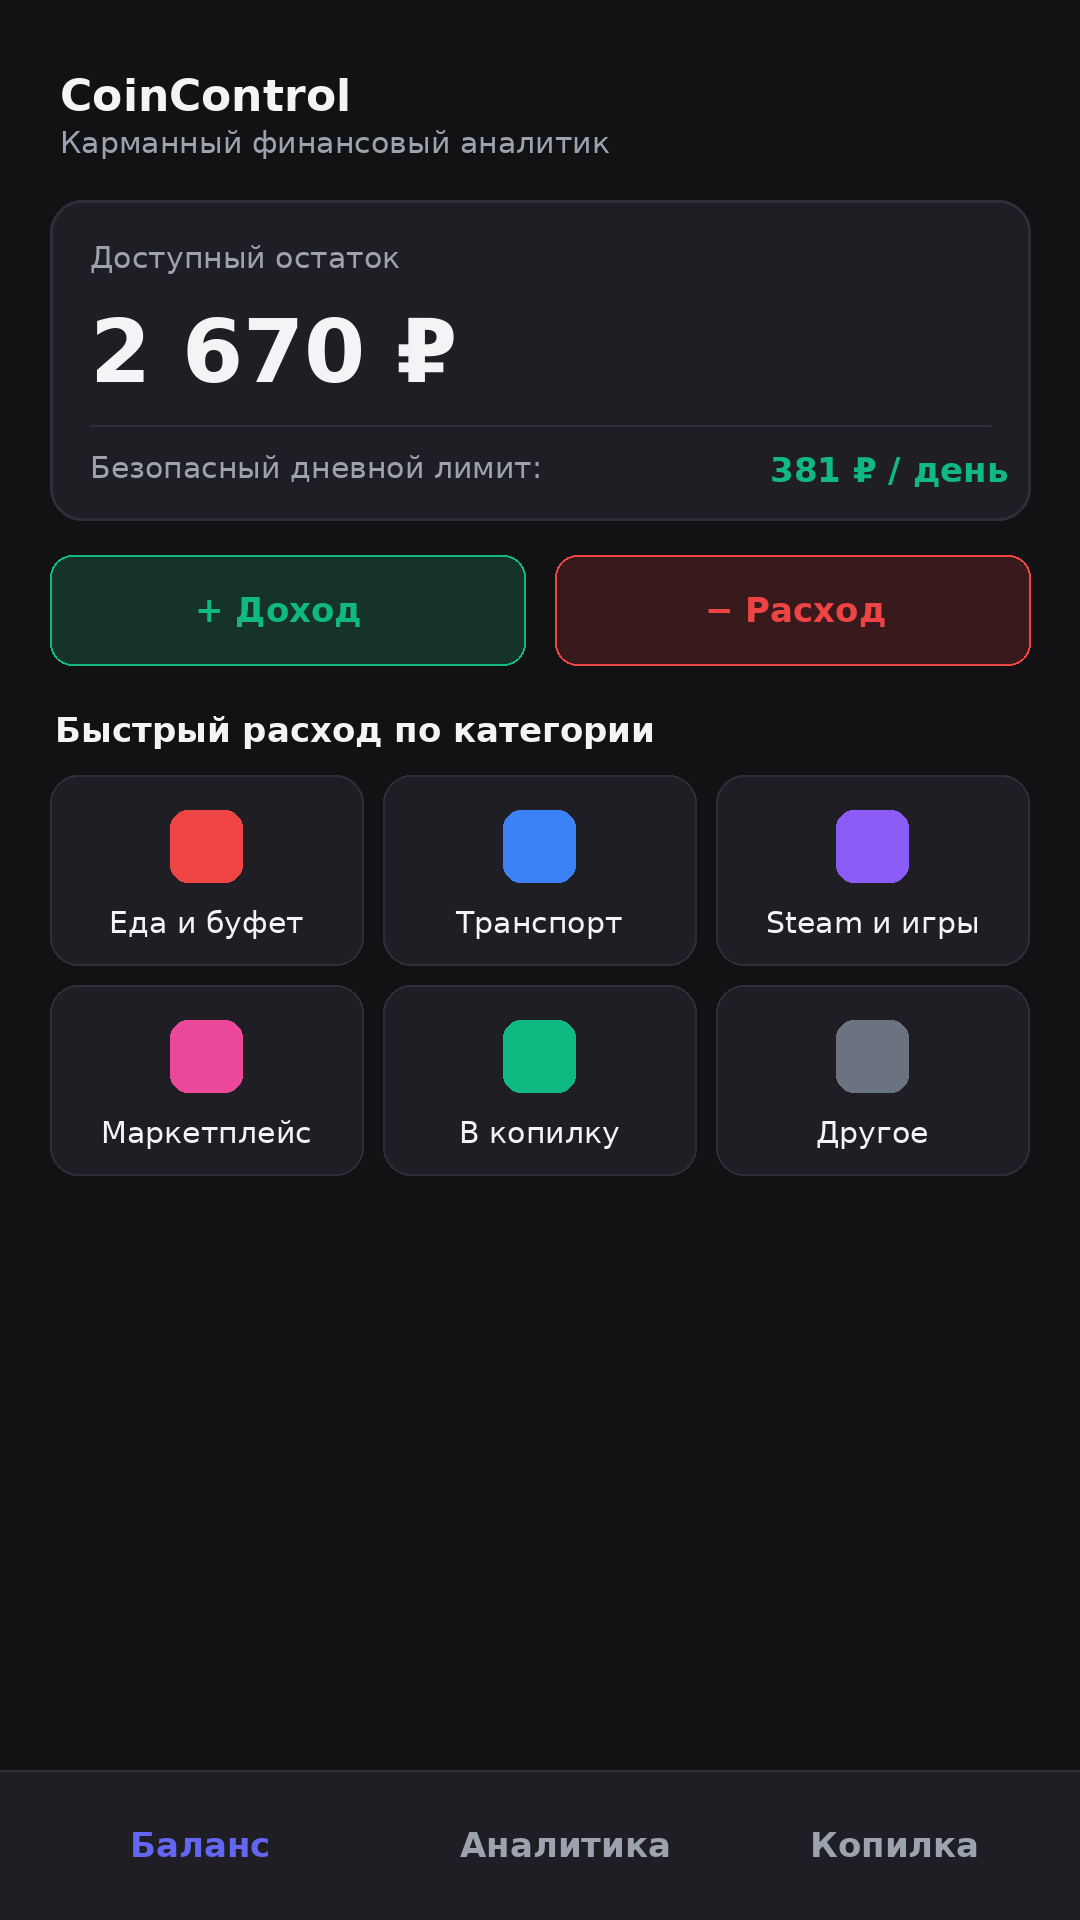 CoinControl
Карманный финансовый аналитик
Доступный остаток
2 670 ₽
Безопасный дневной лимит: 381 ₽ / день
+ Доход − Расход
Быстрый расход по категории
Еда и буфет Транспорт Steam и игры
Маркетплейс В копилку Другое
Баланс Аналитика Копилка